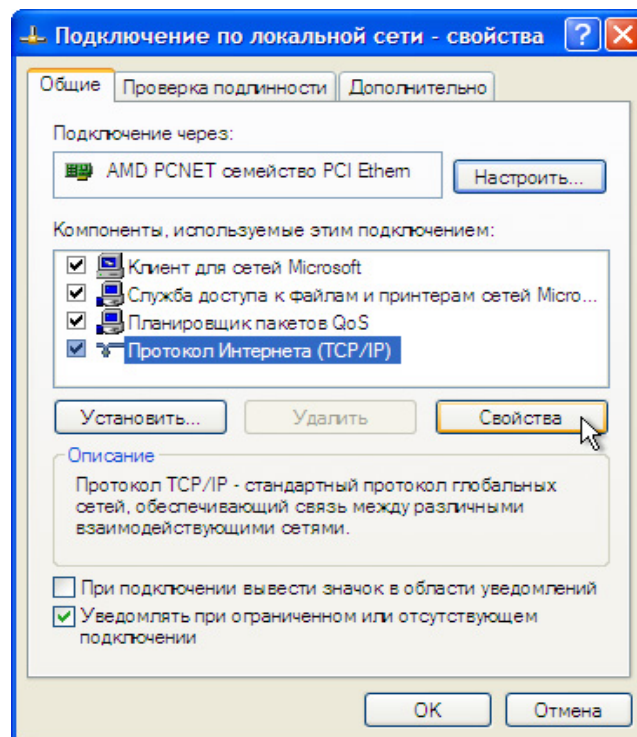 Подключение по локальной сети - свойства
Общие
Проверка подлинности
Дополнительно
Подключение через:
AMD PCNET семейство PCI Ethern
Настроить...
Компоненты, используемые этим подключением:
Клиент для сетей Microsoft
Служба доступа к файлам и принтерам сетей Micro...
Планировщик пакетов QoS
Протокол Интернета (TCP/IP)
Установить...
Удалить
Свойства
Описание
Протокол TCP/IP - стандартный протокол глобальных
сетей, обеспечивающий связь между различными
взаимодействующими сетями.
При подключении вывести значок в области уведомлений
Уведомлять при ограниченном или отсутствующем
подключении
OK
Отмена